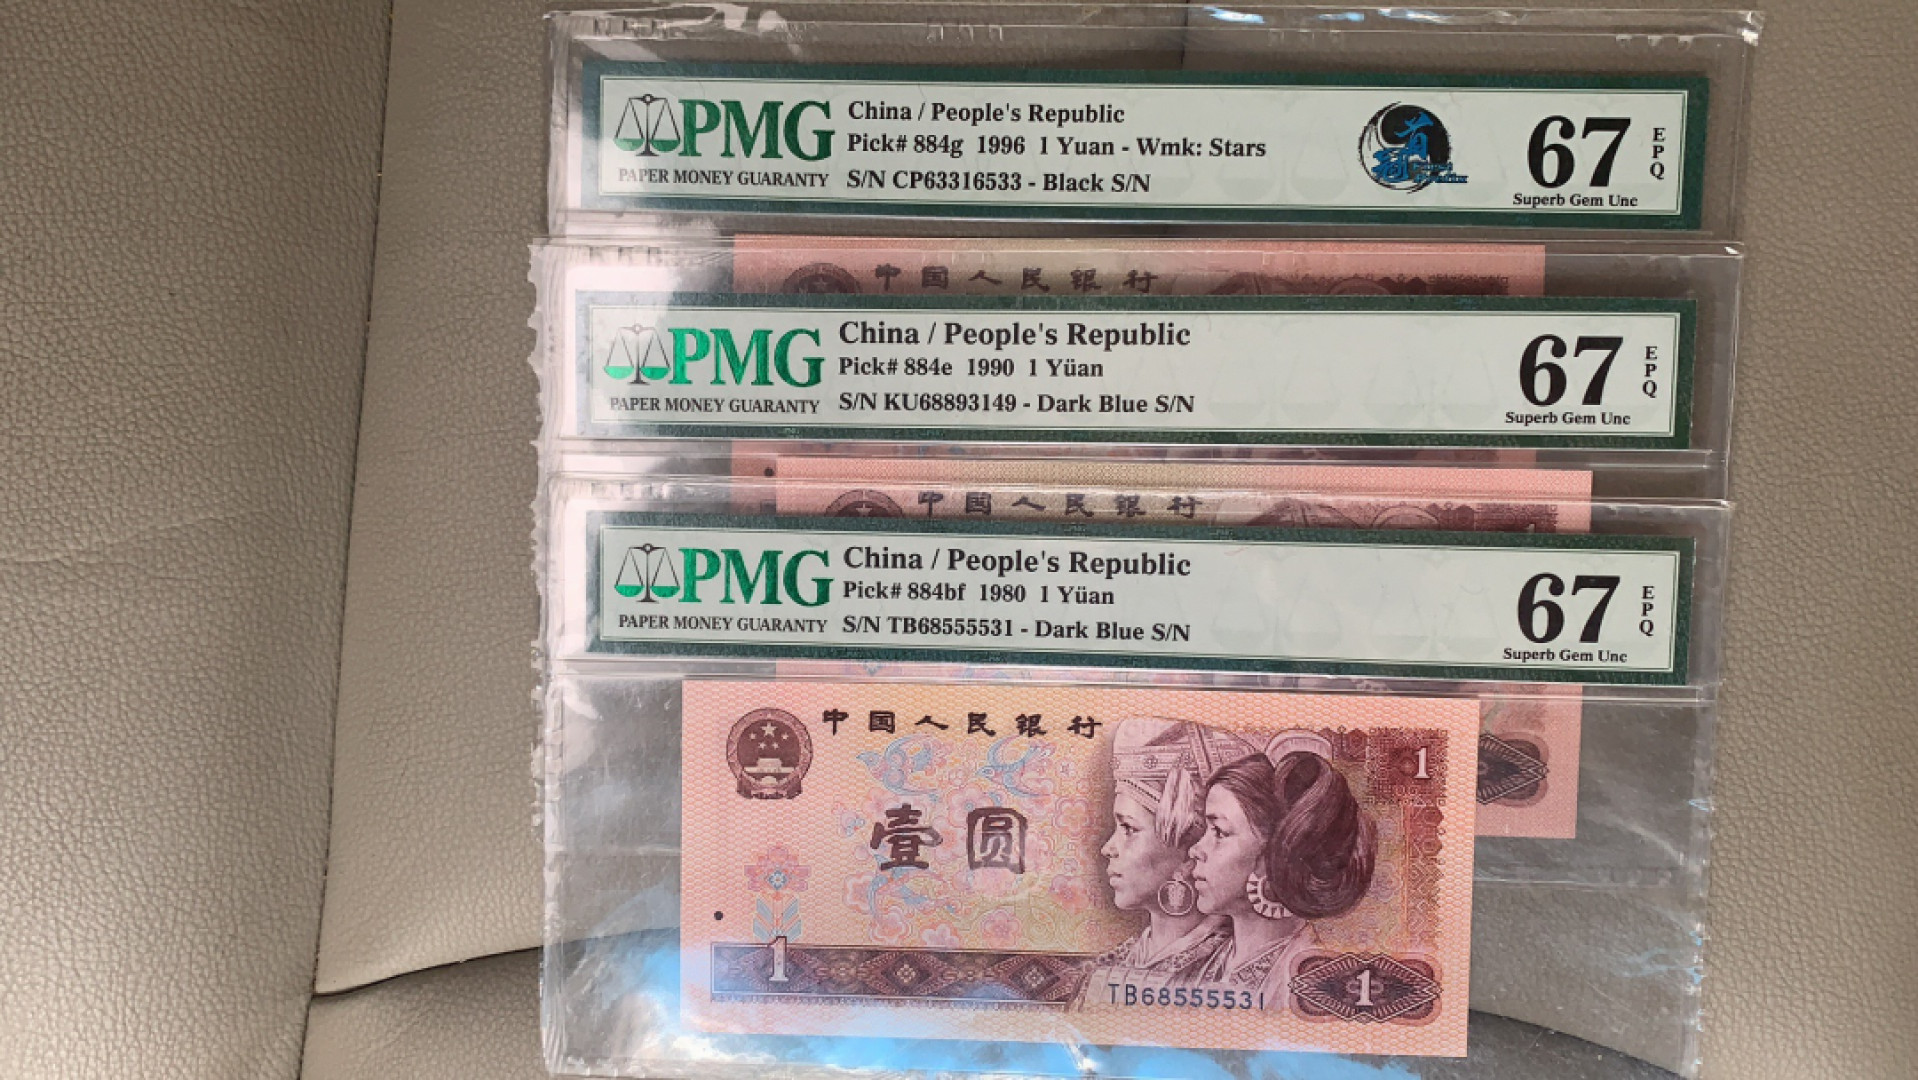 PMG
PAPER MONEY GUARANTY
China / People's Republic
Pick# 884g 1996 1 Yuan - Wmk: Stars
S/N CP63316533 - Black S/N
67
EPQ
Superb Gem Unc
中国人民银行
PMG
PAPER MONEY GUARANTY
China / People's Republic
Pick# 884e 1990 1 Yüan
S/N KU68893149 - Dark Blue S/N
67
EPQ
Superb Gem Unc
中国人民银行
PMG
PAPER MONEY GUARANTY
China / People's Republic
Pick# 884bf 1980 1 Yüan
S/N TB68555531 - Dark Blue S/N
67
EPQ
Superb Gem Unc
中国人民银行
1
壹圆
1
TB68555531
1